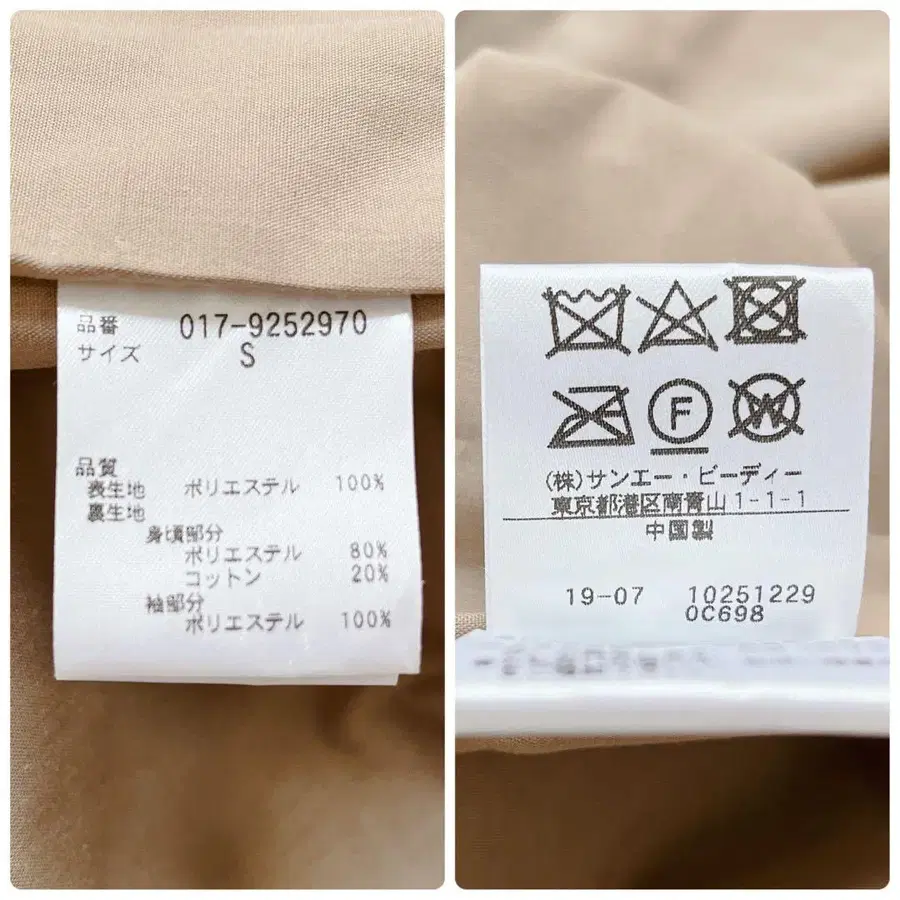 品番 017-9252970
サイズ S
品質
表生地 ポリエステル 100%
裏生地
身頃部分
ポリエステル 80%
コットン 20%
袖部分
ポリエステル 100%
F
W
(株)サンエー・ビーディー
東京都港区南青山1-1-1
中国製
19-07 10251229
0C698